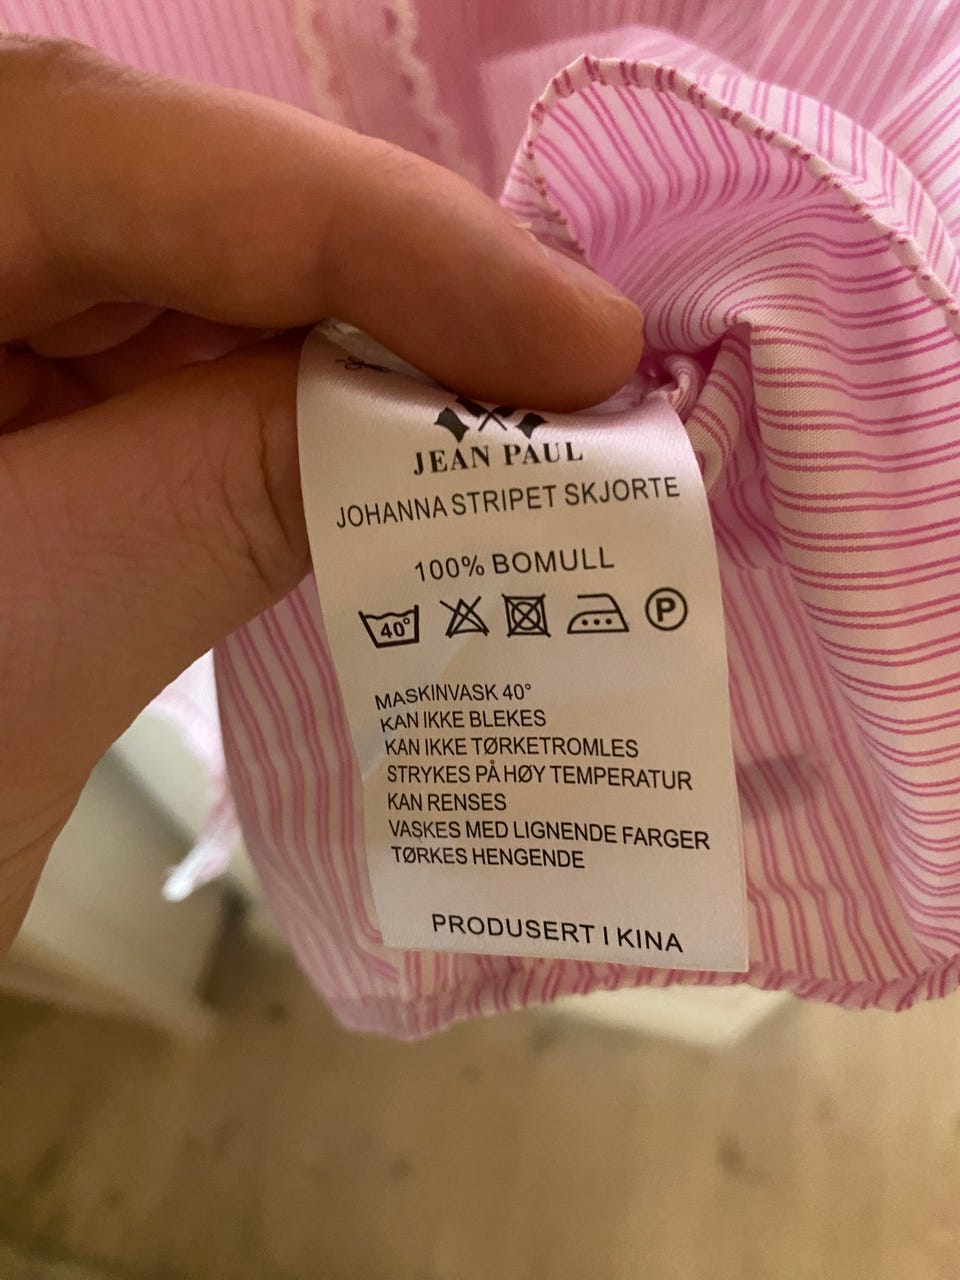 JEAN PAUL
JOHANNA STRIPET SKJORTE
100% BOMULL
40° P
MASKINVASK 40°
KAN IKKE BLEKES
KAN IKKE TØRKETROMLES
STRYKES PÅ HØY TEMPERATUR
KAN RENSES
VASKES MED LIGNENDE FARGER
TØRKES HENGENDE
PRODUSERT I KINA